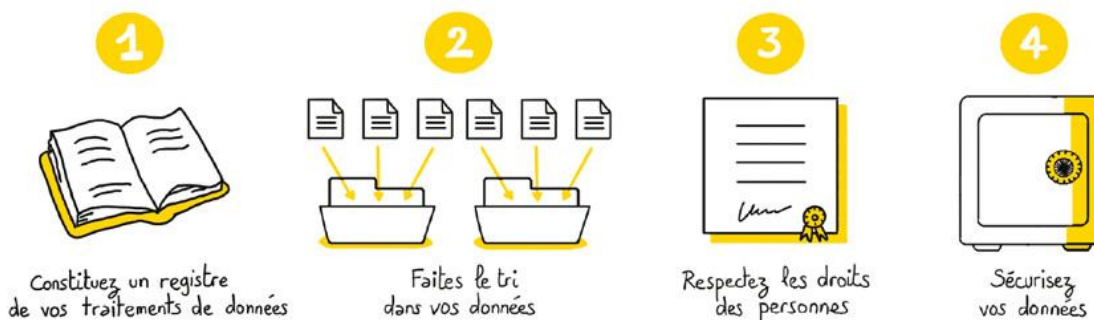 1
2
3
4
Constituez un registre
de vos traitements de données
Faites le tri
dans vos données
Respectez les droits
des personnes
Sécurisez
vos données